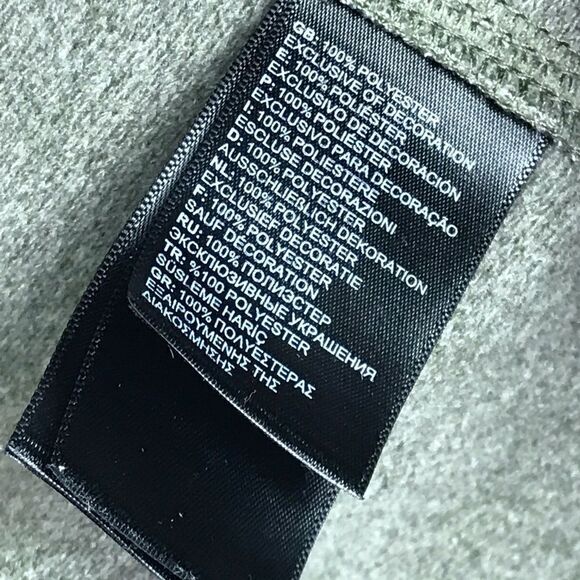 GB: 100% POLYESTER
EXCLUSIVE OF DECORATION
E: 100% POLIESTER
EXCLUSIVO DE DECORACIÓN
P: 100% POLIÉSTER
EXCLUSIVO PARA DECORAÇÃO
I: 100% POLIESTERE
ESCLUSE DECORAZIONI
D: 100% POLYESTER
AUSSCHLIEßLICH DEKORATION
NL: 100% POLYESTER
EXCLUSIEF DECORATIE
F: 100% POLYESTER
SAUF DECORATION
RU: 100% ПОЛИЭСТЕР
ЭКСКЛЮЗИВНЫЕ УКРАШЕНИЯ
TR: %100 POLYESTER
SÜSLEME HARİÇ
GR: 100% ΠΟΛΥΕΣΤΕΡΑΣ
ΕΞΑΙΡΟΥΜΕΝΗΣ ΤΗΣ
ΔΙΑΚΟΣΜΗΣΗΣ